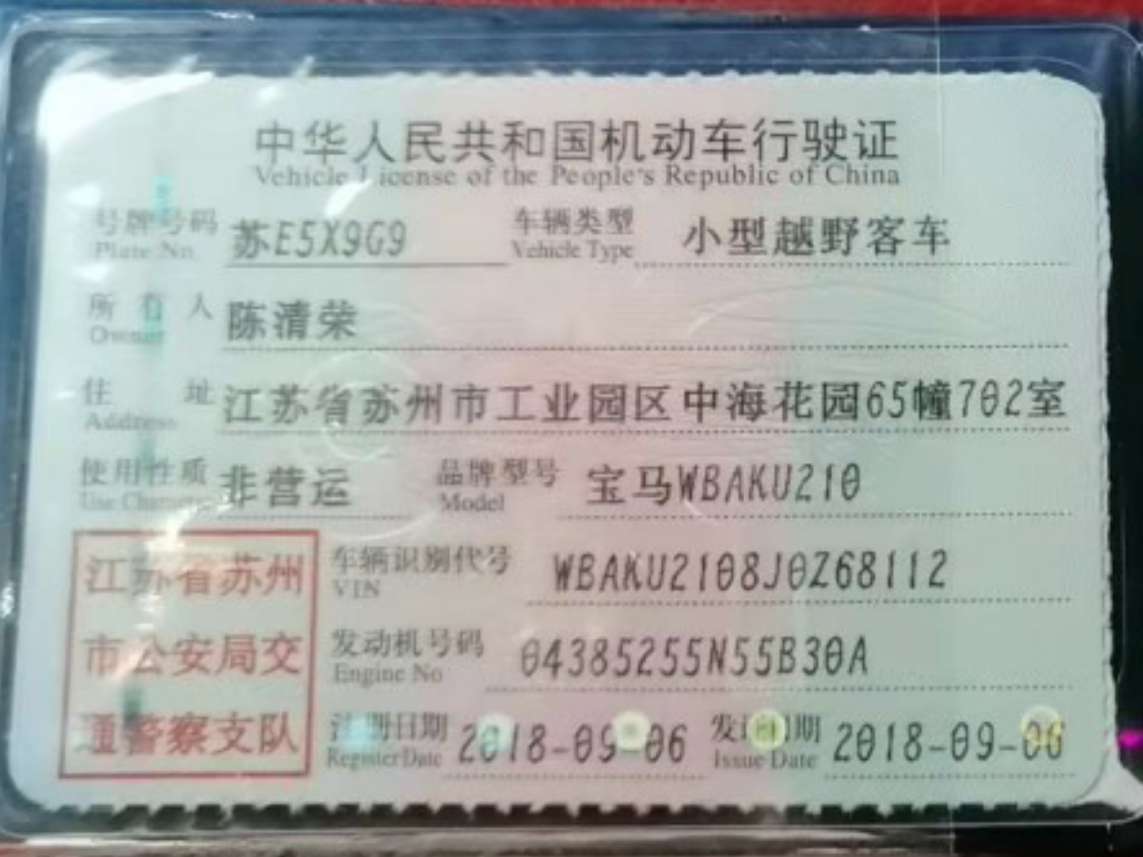 中华人民共和国机动车行驶证
Vehicle License of the People's Republic of China
号牌号码 苏E5X9G9 车辆类型 小型越野客车
Plate No. Vehicle Type
所有人 陈清荣
Owner
住址 江苏省苏州市工业园区中海花园65幢702室
Address
使用性质 非营运 品牌型号 宝马WBAKU210
Use Character Model
江苏省苏州 车辆识别代号 WBAKU2108J0Z68112
VIN
市公安局交 发动机号码 04385255N55B30A
Engine No
通警察支队 注册日期 2018-09-06 发证日期 2018-09-06
Register Date Issue Date